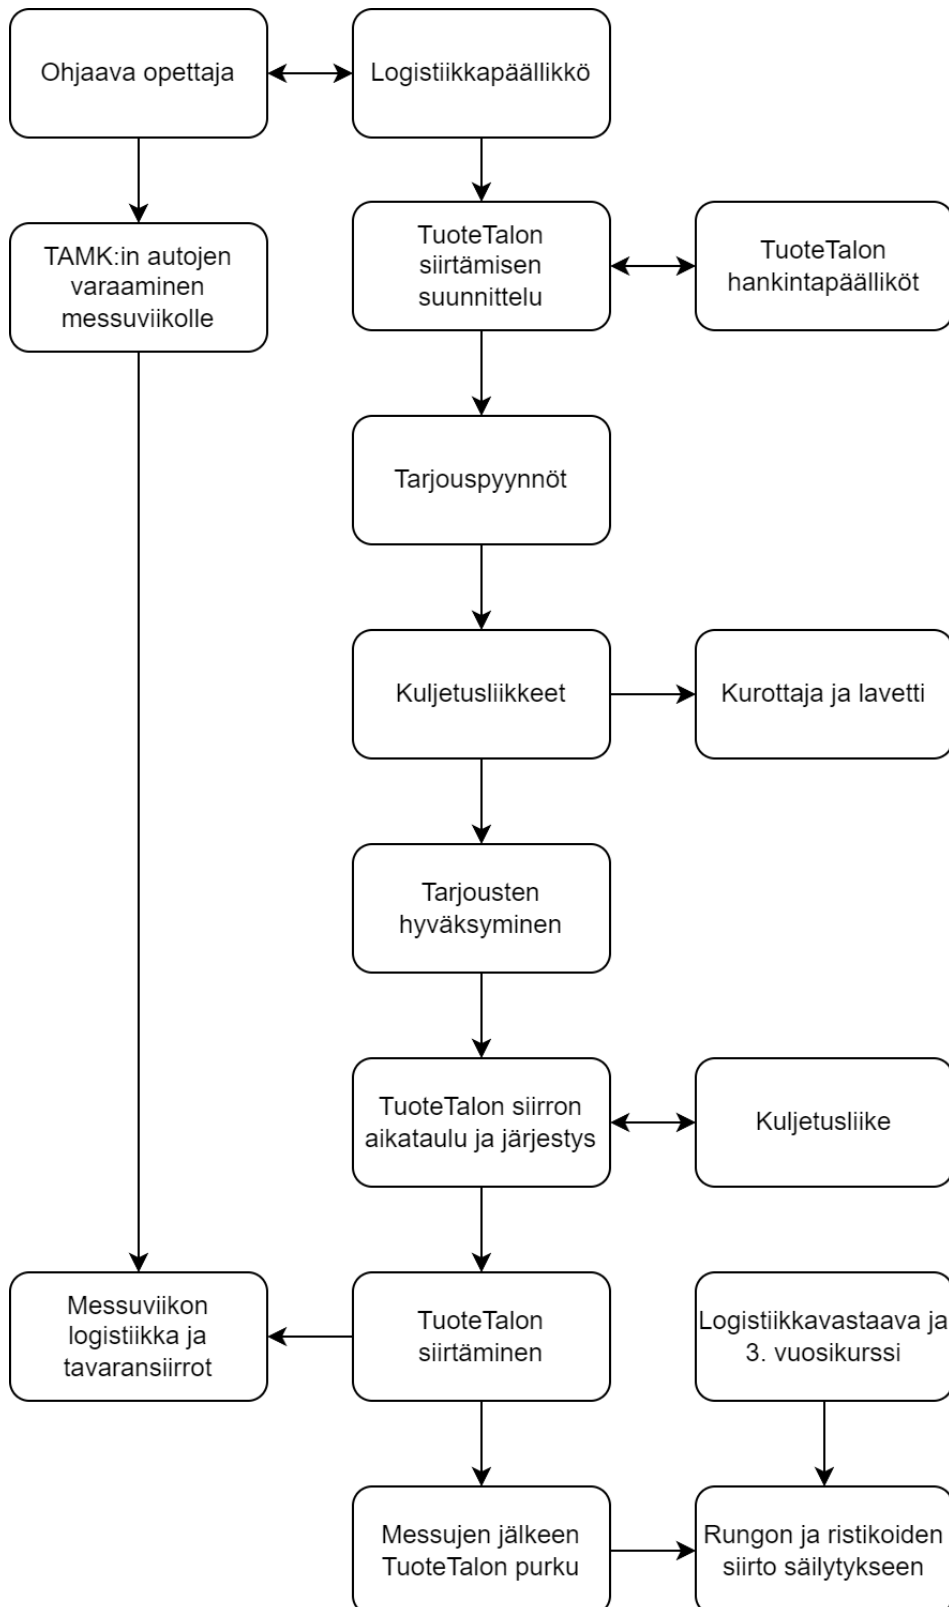 Ohjaava opettaja
Logistiikkapäällikkö
TAMK:in autojen
varaaminen
messuviikolle
TuoteTalon
siirtämisen
suunnittelu
TuoteTalon
hankintapäälliköt
Tarjouspyynnöt
Kuljetusliikkeet
Kurottaja ja lavetti
Tarjousten
hyväksyminen
TuoteTalon siirron
aikataulu ja järjestys
Kuljetusliike
Messuviikon
logistiikka ja
tavaransiirrot
TuoteTalon
siirtäminen
Logistiikkavastaava ja
3. vuosikurssi
Messujen jälkeen
TuoteTalon purku
Rungon ja ristikoiden
siirto säilytykseen